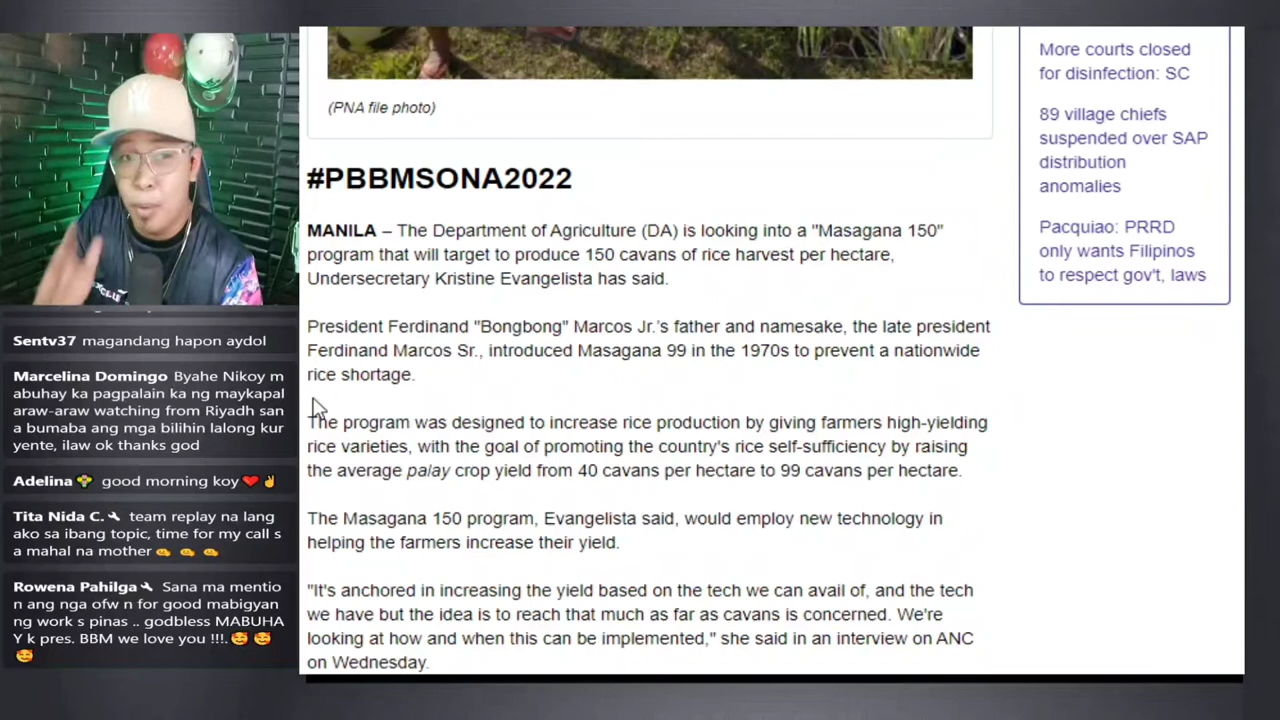 (PNA file photo)
#PBBMSONA2022
MANILA – The Department of Agriculture (DA) is looking into a "Masagana 150"
program that will target to produce 150 cavans of rice harvest per hectare,
Undersecretary Kristine Evangelista has said.
President Ferdinand "Bongbong" Marcos Jr.'s father and namesake, the late president
Ferdinand Marcos Sr., introduced Masagana 99 in the 1970s to prevent a nationwide
rice shortage.
The program was designed to increase rice production by giving farmers high-yielding
rice varieties, with the goal of promoting the country's rice self-sufficiency by raising
the average palay crop yield from 40 cavans per hectare to 99 cavans per hectare.
The Masagana 150 program, Evangelista said, would employ new technology in
helping the farmers increase their yield.
"It's anchored in increasing the yield based on the tech we can avail of, and the tech
we have but the idea is to reach that much as far as cavans is concerned. We're
looking at how and when this can be implemented," she said in an interview on ANC
on Wednesday.
More courts closed
for disinfection: SC
89 village chiefs
suspended over SAP
distribution
anomalies
Pacquiao: PRRD
only wants Filipinos
to respect gov't, laws
Sentv37 magandang hapon aydol
Marcelina Domingo Byahe Nikoy m
abuhay ka pagpalain ka ng maykapal
araw-araw watching from Riyadh san
a bumaba ang mga bilihin lalong kur
yente, ilaw ok thanks god
Adelina good morning koy❤️✌️
Tita Nida C. team replay na lang
ako sa ibang topic, time for my call s
a mahal na mother
Rowena Pahilga Sana ma mentio
n ang nga ofw n for good mabigyan
ng work s pinas .. godbless MABUHA
Y k pres. BBM we love you !!!. 🥰 🥰
🥰